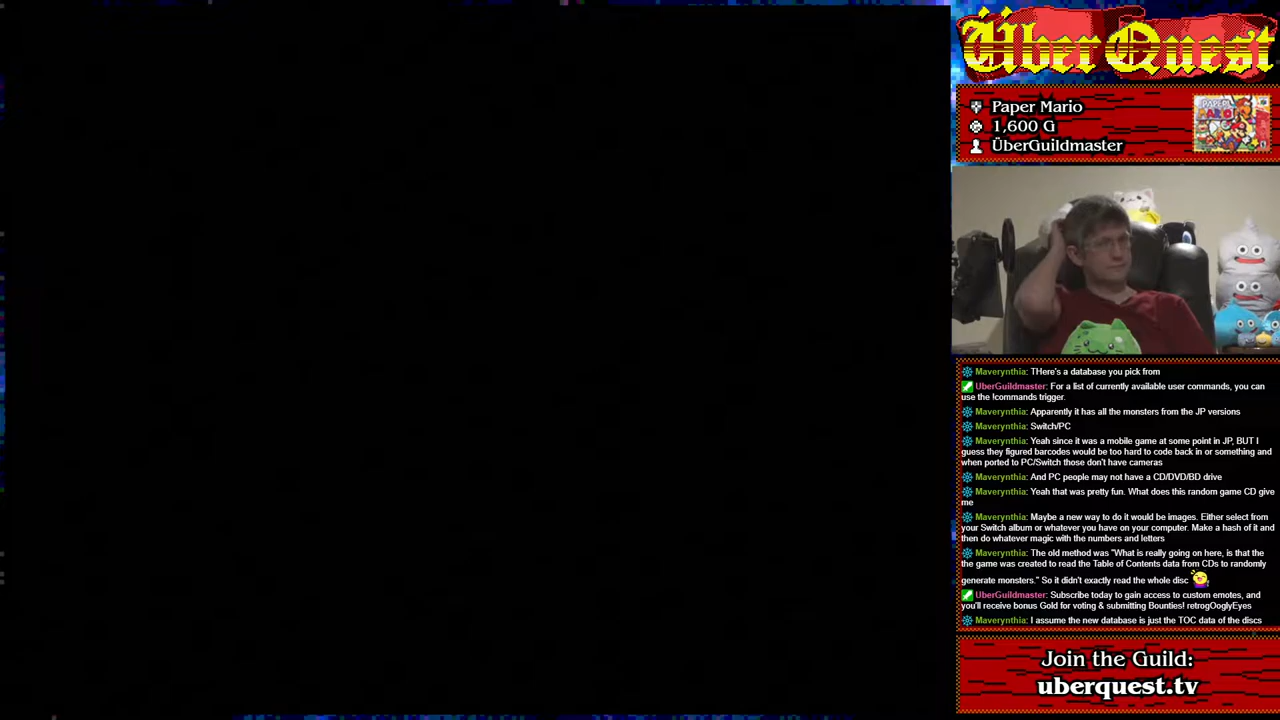 Über Quest
Paper Mario
1,600 G
ÜberGuildmaster
PAPER
MARIO
Maverynthia: THere's a database you pick from
UberGuildmaster: For a list of currently available user commands, you can
use the !commands trigger.
Maverynthia: Apparently it has all the monsters from the JP versions
Maverynthia: Switch/PC
Maverynthia: Yeah since it was a mobile game at some point in JP, BUT I
guess they figured barcodes would be too hard to code back in or something and
when ported to PC/Switch those don't have cameras
Maverynthia: And PC people may not have a CD/DVD/BD drive
Maverynthia: Yeah that was pretty fun. What does this random game CD give
me
Maverynthia: Maybe a new way to do it would be images. Either select from
your Switch album or whatever you have on your computer. Make a hash of it and
then do whatever magic with the numbers and letters
Maverynthia: The old method was "What is really going on here, is that the
the game was created to read the Table of Contents data from CDs to randomly
generate monsters." So it didn't exactly read the whole disc
UberGuildmaster: Subscribe today to gain access to custom emotes, and
you'll receive bonus Gold for voting & submitting Bounties! retrogOoglyEyes
Maverynthia: I assume the new database is just the TOC data of the discs
Join the Guild:
uberquest.tv